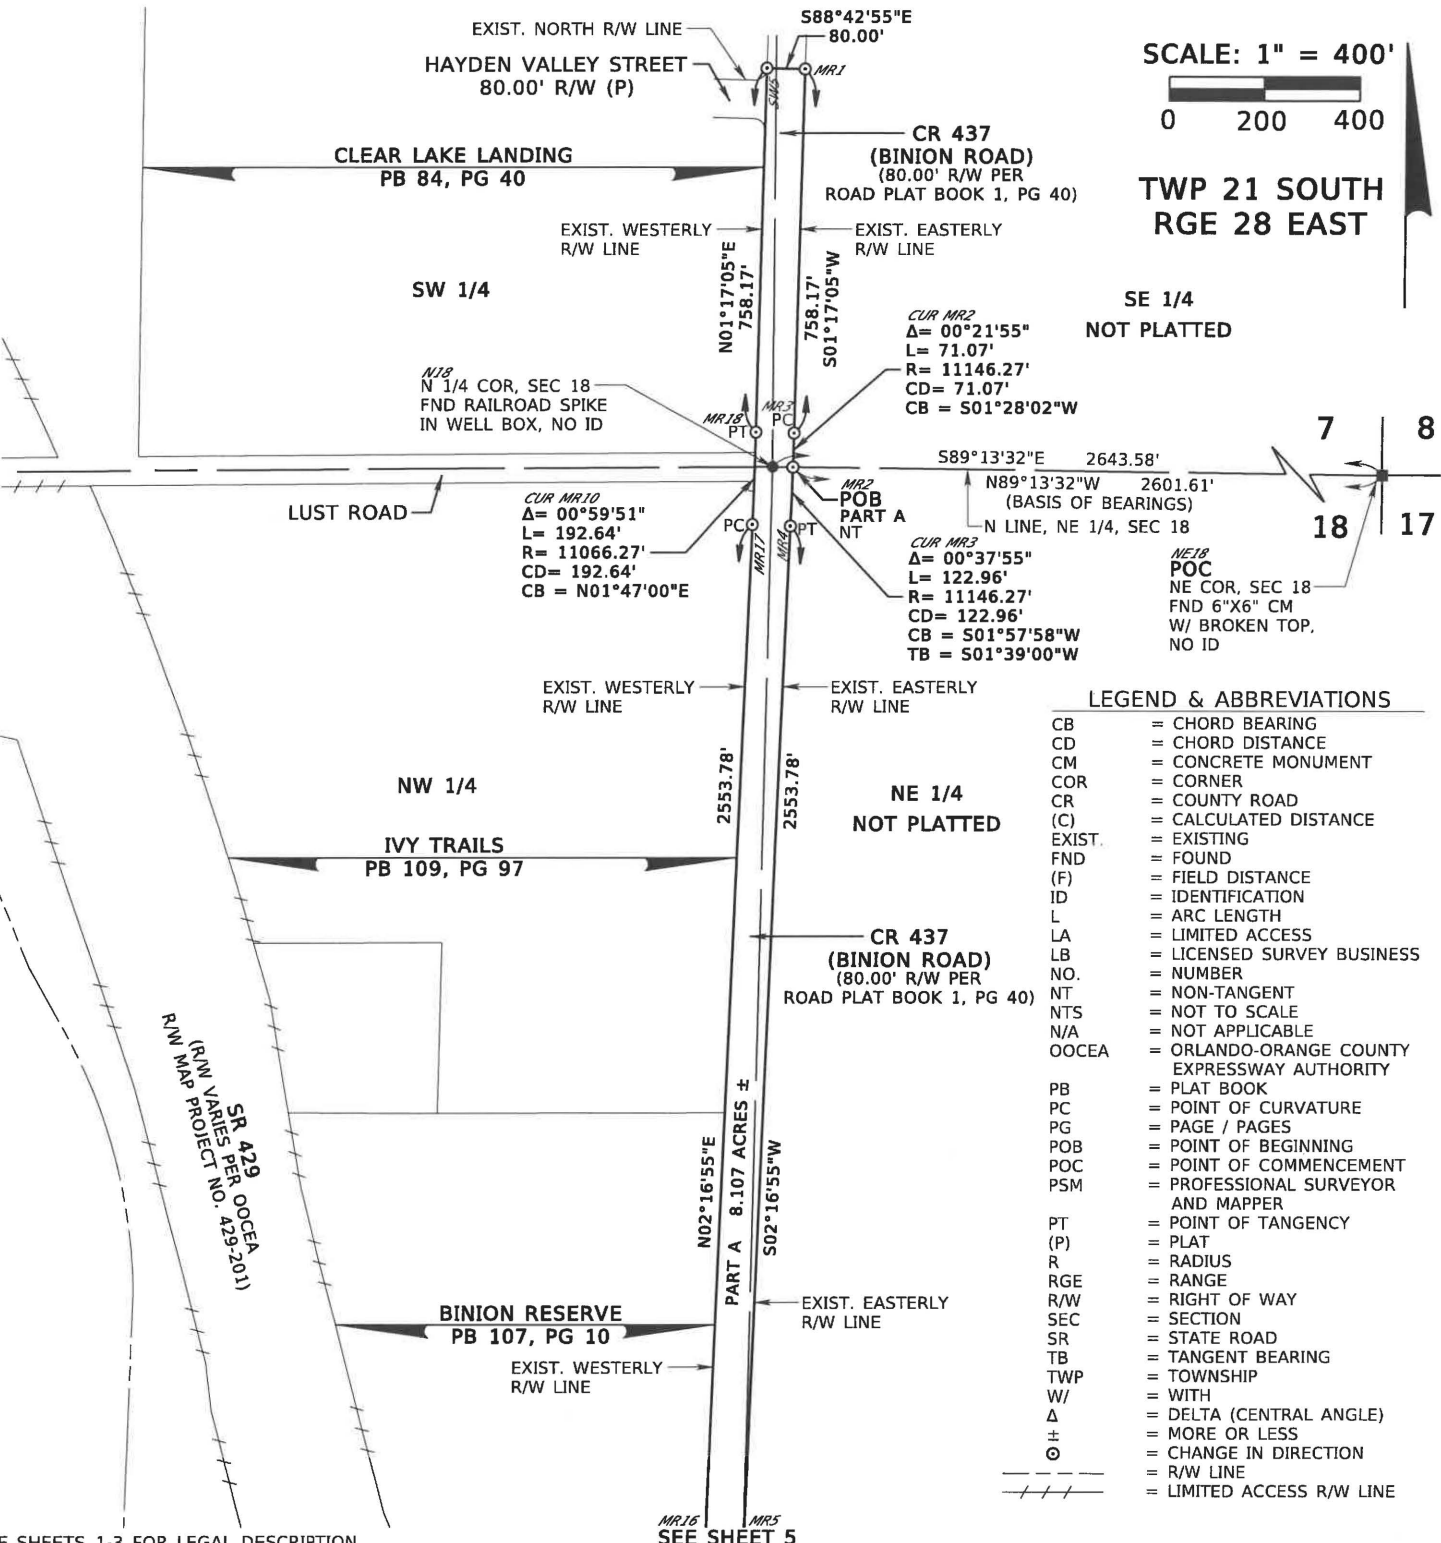 S88°42'55"E
80.00'
EXIST. NORTH R/W LINE
HAYDEN VALLEY STREET
80.00' R/W (P)
MR1
SW5
SCALE: 1" = 400'
0 200 400
TWP 21 SOUTH
RGE 28 EAST
CR 437
(BINION ROAD)
(80.00' R/W PER
ROAD PLAT BOOK 1, PG 40)
CLEAR LAKE LANDING
PB 84, PG 40
EXIST. WESTERLY
R/W LINE
EXIST. EASTERLY
R/W LINE
N01°17'05"E
758.17'
758.17'
S01°17'05"W
SW 1/4
SE 1/4
NOT PLATTED
CUR MR2
Δ= 00°21'55"
L= 71.07'
R= 11146.27'
CD= 71.07'
CB = S01°28'02"W
N18
N 1/4 COR, SEC 18
FND RAILROAD SPIKE
IN WELL BOX, NO ID
MR18
PT
MR3
PC
7 8
18 17
S89°13'32"E 2643.58'
N89°13'32"W 2601.61'
(BASIS OF BEARINGS)
N LINE, NE 1/4, SEC 18
MR2
POB
PART A
NT
LUST ROAD
CUR MR10
Δ= 00°59'51"
L= 192.64'
R= 11066.27'
CD= 192.64'
CB = N01°47'00"E
PC
MR17
MR4
PT
CUR MR3
Δ= 00°37'55"
L= 122.96'
R= 11146.27'
CD= 122.96'
CB = S01°57'58"W
TB = S01°39'00"W
NE18
POC
NE COR, SEC 18
FND 6"X6" CM
W/ BROKEN TOP,
NO ID
EXIST. WESTERLY
R/W LINE
EXIST. EASTERLY
R/W LINE
2553.78'
2553.78'
NW 1/4
NE 1/4
NOT PLATTED
IVY TRAILS
PB 109, PG 97
CR 437
(BINION ROAD)
(80.00' R/W PER
ROAD PLAT BOOK 1, PG 40)
SR 429
(R/W VARIES PER OOCEA
R/W MAP PROJECT NO. 429-201)
N02°16'55"E
PART A 8.107 ACRES ±
S02°16'55"W
BINION RESERVE
PB 107, PG 10
EXIST. EASTERLY
R/W LINE
EXIST. WESTERLY
R/W LINE
MR16
MR5
SEE SHEET 5
LEGEND & ABBREVIATIONS
CB = CHORD BEARING
CD = CHORD DISTANCE
CM = CONCRETE MONUMENT
COR = CORNER
CR = COUNTY ROAD
(C) = CALCULATED DISTANCE
EXIST. = EXISTING
FND = FOUND
(F) = FIELD DISTANCE
ID = IDENTIFICATION
L = ARC LENGTH
LA = LIMITED ACCESS
LB = LICENSED SURVEY BUSINESS
NO. = NUMBER
NT = NON-TANGENT
NTS = NOT TO SCALE
N/A = NOT APPLICABLE
OOCEA = ORLANDO-ORANGE COUNTY
EXPRESSWAY AUTHORITY
PB = PLAT BOOK
PC = POINT OF CURVATURE
PG = PAGE / PAGES
POB = POINT OF BEGINNING
POC = POINT OF COMMENCEMENT
PSM = PROFESSIONAL SURVEYOR
AND MAPPER
PT = POINT OF TANGENCY
(P) = PLAT
R = RADIUS
RGE = RANGE
R/W = RIGHT OF WAY
SEC = SECTION
SR = STATE ROAD
TB = TANGENT BEARING
TWP = TOWNSHIP
W/ = WITH
Δ = DELTA (CENTRAL ANGLE)
± = MORE OR LESS
⊙ = CHANGE IN DIRECTION
= R/W LINE
= LIMITED ACCESS R/W LINE
SHEETS 1-3 FOR LEGAL DESCRIPTION